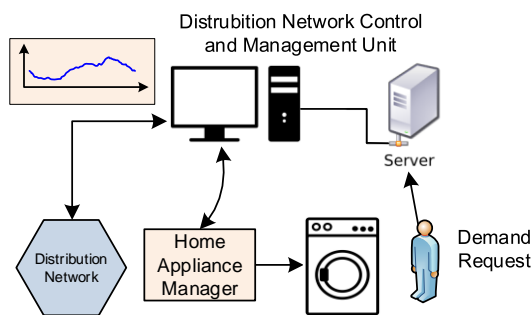 Distrubition Network Control
and Management Unit
Server
Distribution
Network
Home
Appliance
Manager
Demand
Request